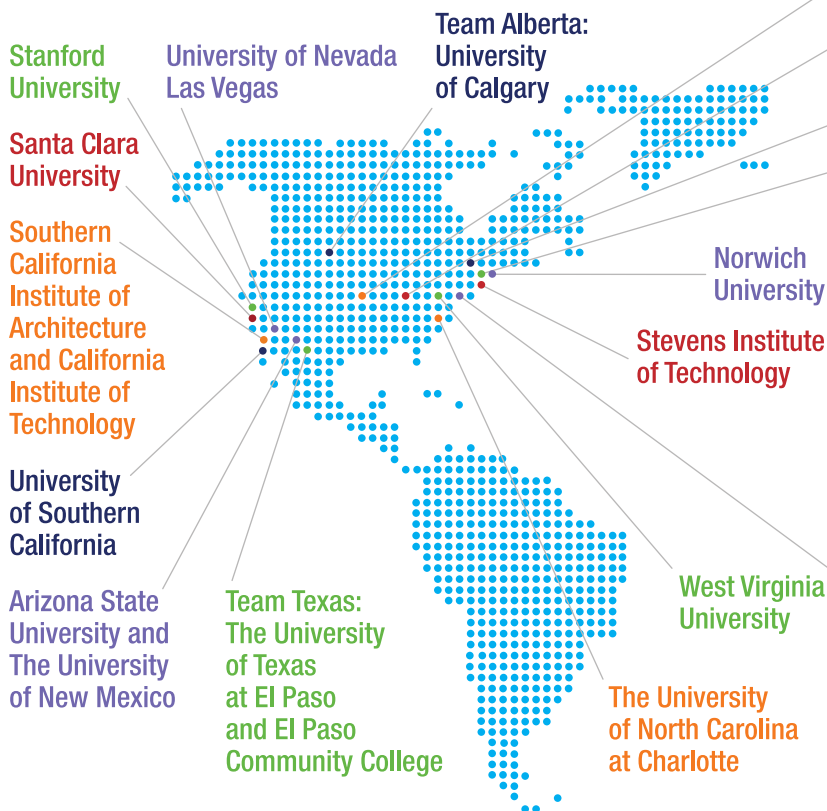 Team Alberta:
University
of Calgary
Stanford
University
University of Nevada
Las Vegas
Santa Clara
University
Southern
California
Institute of
Architecture
and California
Institute of
Technology
Norwich
University
Stevens Institute
of Technology
University
of Southern
California
Arizona State
University and
The University
of New Mexico
Team Texas:
The University
of Texas
at El Paso
and El Paso
Community College
West Virginia
University
The University
of North Carolina
at Charlotte